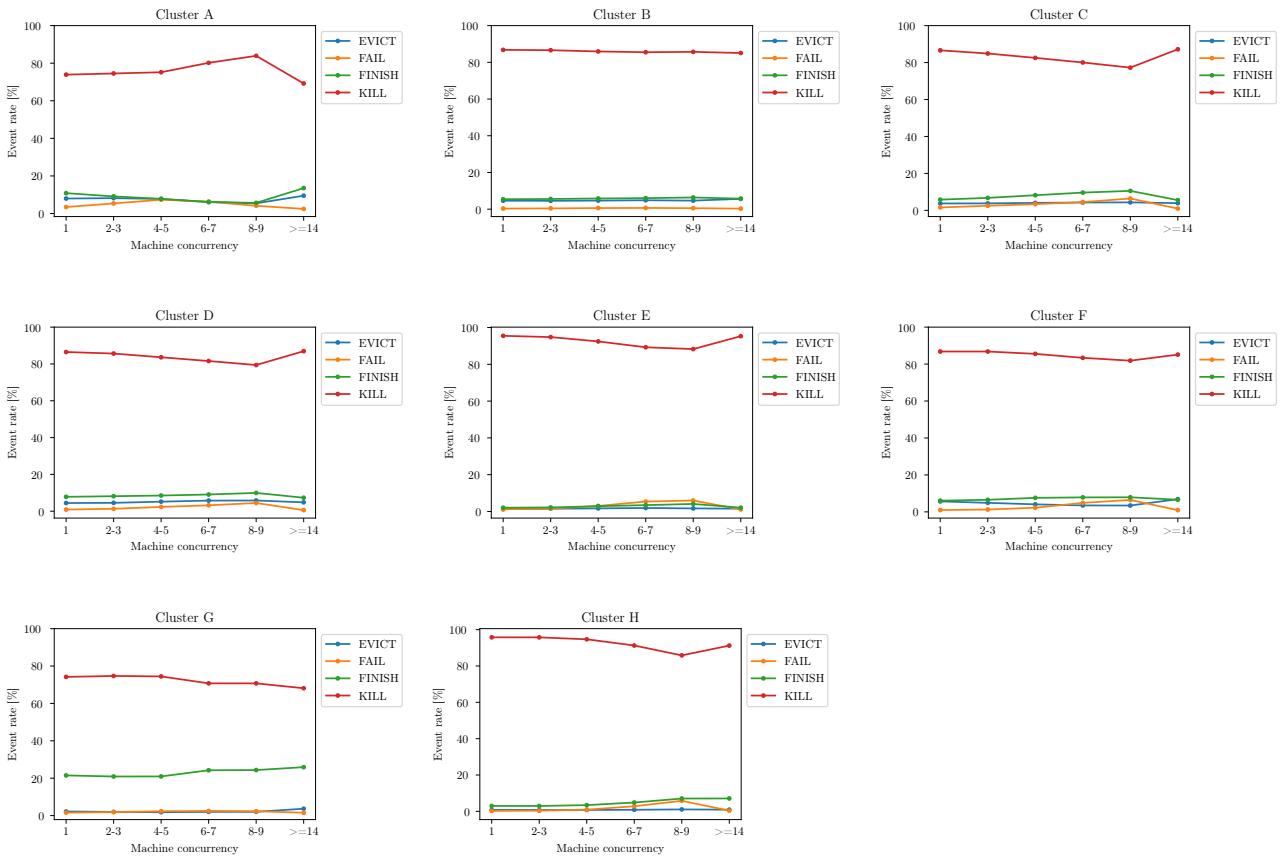 Cluster A
100
80
60
40
20
0
Event rate [%]
1 2-3 4-5 6-7 8-9 >=14
Machine concurrency
EVICT
FAIL
FINISH
KILL
Cluster B
100
80
60
40
20
0
Event rate [%]
1 2-3 4-5 6-7 8-9 >=14
Machine concurrency
EVICT
FAIL
FINISH
KILL
Cluster C
100
80
60
40
20
0
Event rate [%]
1 2-3 4-5 6-7 8-9 >=14
Machine concurrency
EVICT
FAIL
FINISH
KILL
Cluster D
100
80
60
40
20
0
Event rate [%]
1 2-3 4-5 6-7 8-9 >=14
Machine concurrency
EVICT
FAIL
FINISH
KILL
Cluster E
100
80
60
40
20
0
Event rate [%]
1 2-3 4-5 6-7 8-9 >=14
Machine concurrency
EVICT
FAIL
FINISH
KILL
Cluster F
100
80
60
40
20
0
Event rate [%]
1 2-3 4-5 6-7 8-9 >=14
Machine concurrency
EVICT
FAIL
FINISH
KILL
Cluster G
100
80
60
40
20
0
Event rate [%]
1 2-3 4-5 6-7 8-9 >=14
Machine concurrency
EVICT
FAIL
FINISH
KILL
Cluster H
100
80
60
40
20
0
Event rate [%]
1 2-3 4-5 6-7 8-9 >=14
Machine concurrency
EVICT
FAIL
FINISH
KILL